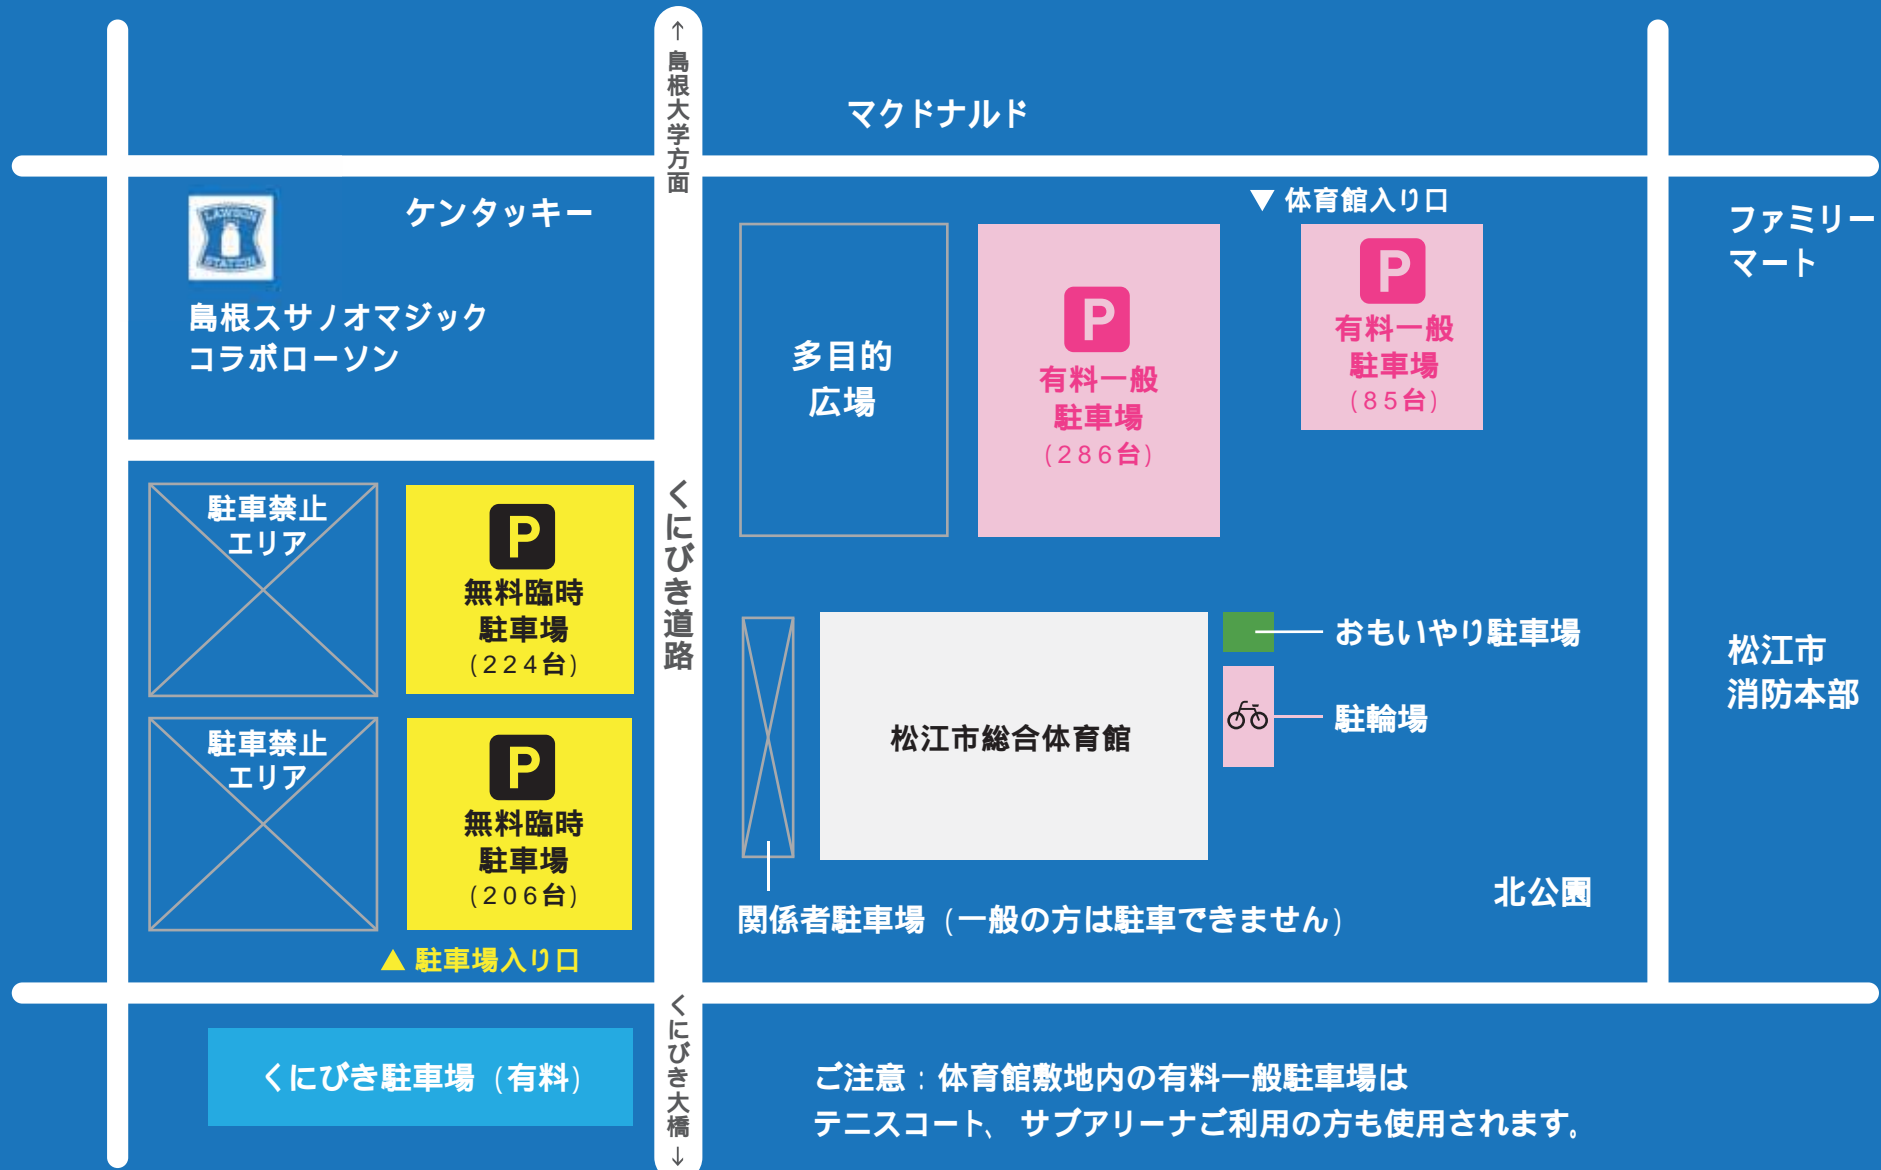 ↑島根大学方面
マクドナルド
LAWSON
STATION
ケンタッキー
島根スサノオマジック
コラボローソン
▼ 体育館入り口
ファミリー
マート
多目的
広場
P
有料一般
駐車場
(286台)
P
有料一般
駐車場
(85台)
駐車禁止
エリア
P
無料臨時
駐車場
(224台)
くにびき道路
駐車禁止
エリア
P
無料臨時
駐車場
(206台)
▲ 駐車場入り口
松江市総合体育館
おもいやり駐車場
駐輪場
松江市
消防本部
北公園
関係者駐車場（一般の方は駐車できません）
くにびき大橋↓
くにびき駐車場（有料）
ご注意：体育館敷地内の有料一般駐車場は
テニスコート、サブアリーナご利用の方も使用されます。